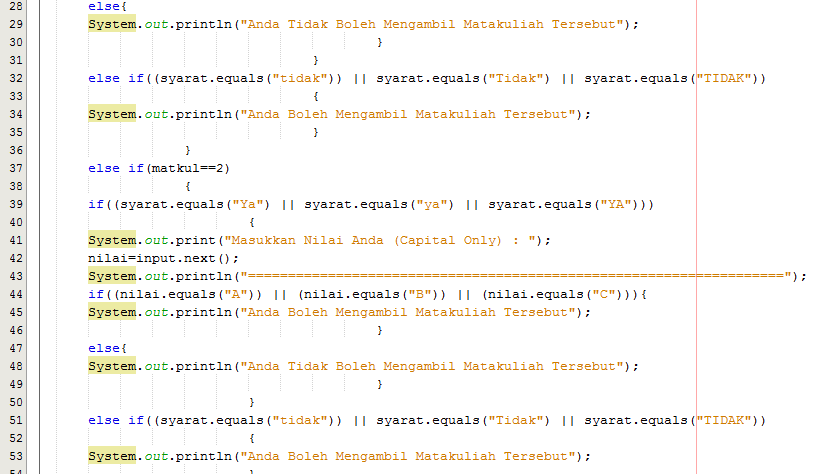 28 else{
29 System.out.println("Anda Tidak Boleh Mengambil Matakuliah Tersebut");
30 }
31 }
32 else if((syarat.equals("tidak")) || syarat.equals("Tidak") || syarat.equals("TIDAK"))
33 {
34 System.out.println("Anda Boleh Mengambil Matakuliah Tersebut");
35 }
36 }
37 else if(matkul==2)
38 {
39 if((syarat.equals("Ya") || syarat.equals("ya") || syarat.equals("YA")))
40 {
41 System.out.print("Masukkan Nilai Anda (Capital Only) : ");
42 nilai=input.next();
43 System.out.println("===================================================================");
44 if((nilai.equals("A")) || (nilai.equals("B")) || (nilai.equals("C"))){
45 System.out.println("Anda Boleh Mengambil Matakuliah Tersebut");
46 }
47 else{
48 System.out.println("Anda Tidak Boleh Mengambil Matakuliah Tersebut");
49 }
50 }
51 else if((syarat.equals("tidak")) || syarat.equals("Tidak") || syarat.equals("TIDAK"))
52 {
53 System.out.println("Anda Boleh Mengambil Matakuliah Tersebut");
54 }